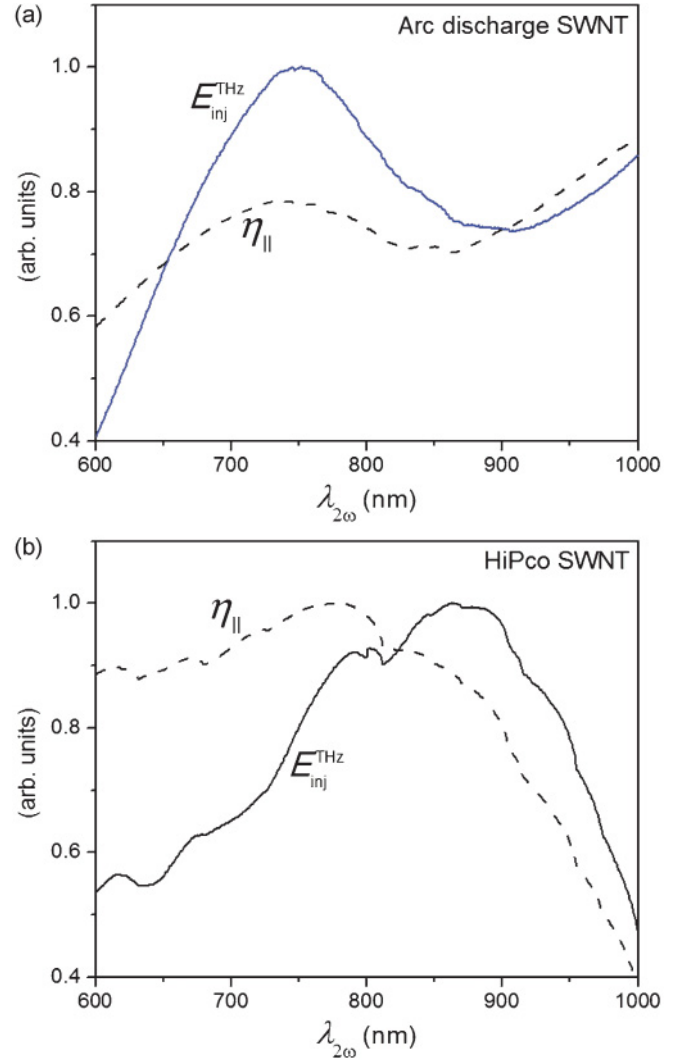 (a)
Arc discharge SWNT
E_inj^THz
η_||
(arb. units)
1.0
0.8
0.6
0.4
600 700 800 900 1000
λ_2ω (nm)
(b)
HiPco SWNT
η_||
E_inj^THz
(arb. units)
1.0
0.8
0.6
0.4
600 700 800 900 1000
λ_2ω (nm)